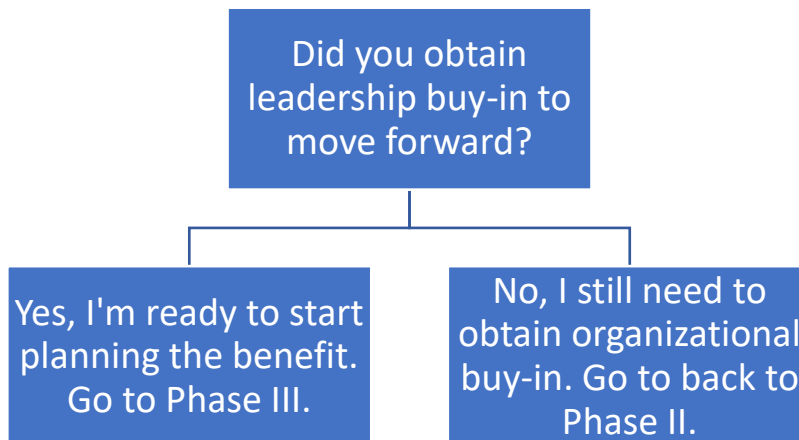 Did you obtain
leadership buy-in to
move forward?
Yes, I'm ready to start
planning the benefit.
Go to Phase III.
No, I still need to
obtain organizational
buy-in. Go to back to
Phase II.